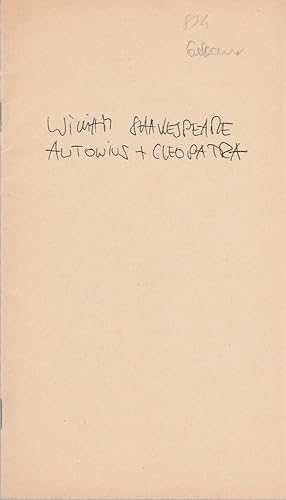 WILLIAM SHAKESPEARE
ANTONIUS + CLEOPATRA